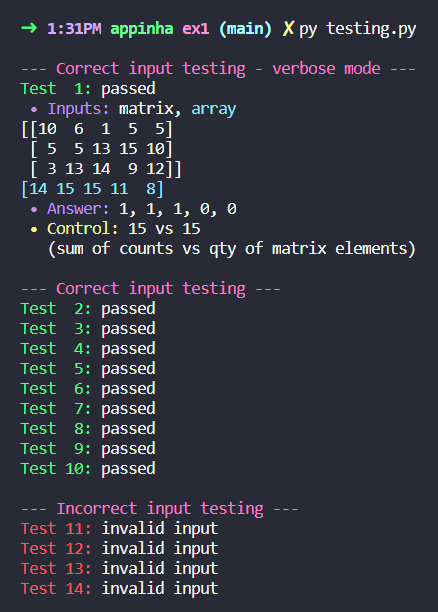 ➜ 1:31PM appinha ex1 (main) ✗ py testing.py
--- Correct input testing - verbose mode ---
Test  1: passed
 • Inputs: matrix, array
[[10  6  1  5  5]
 [ 5  5 13 15 10]
 [ 3 13 14  9 12]]
[14 15 15 11  8]
 • Answer: 1, 1, 1, 0, 0
 • Control: 15 vs 15
   (sum of counts vs qty of matrix elements)
--- Correct input testing ---
Test  2: passed
Test  3: passed
Test  4: passed
Test  5: passed
Test  6: passed
Test  7: passed
Test  8: passed
Test  9: passed
Test 10: passed
--- Incorrect input testing ---
Test 11: invalid input
Test 12: invalid input
Test 13: invalid input
Test 14: invalid input